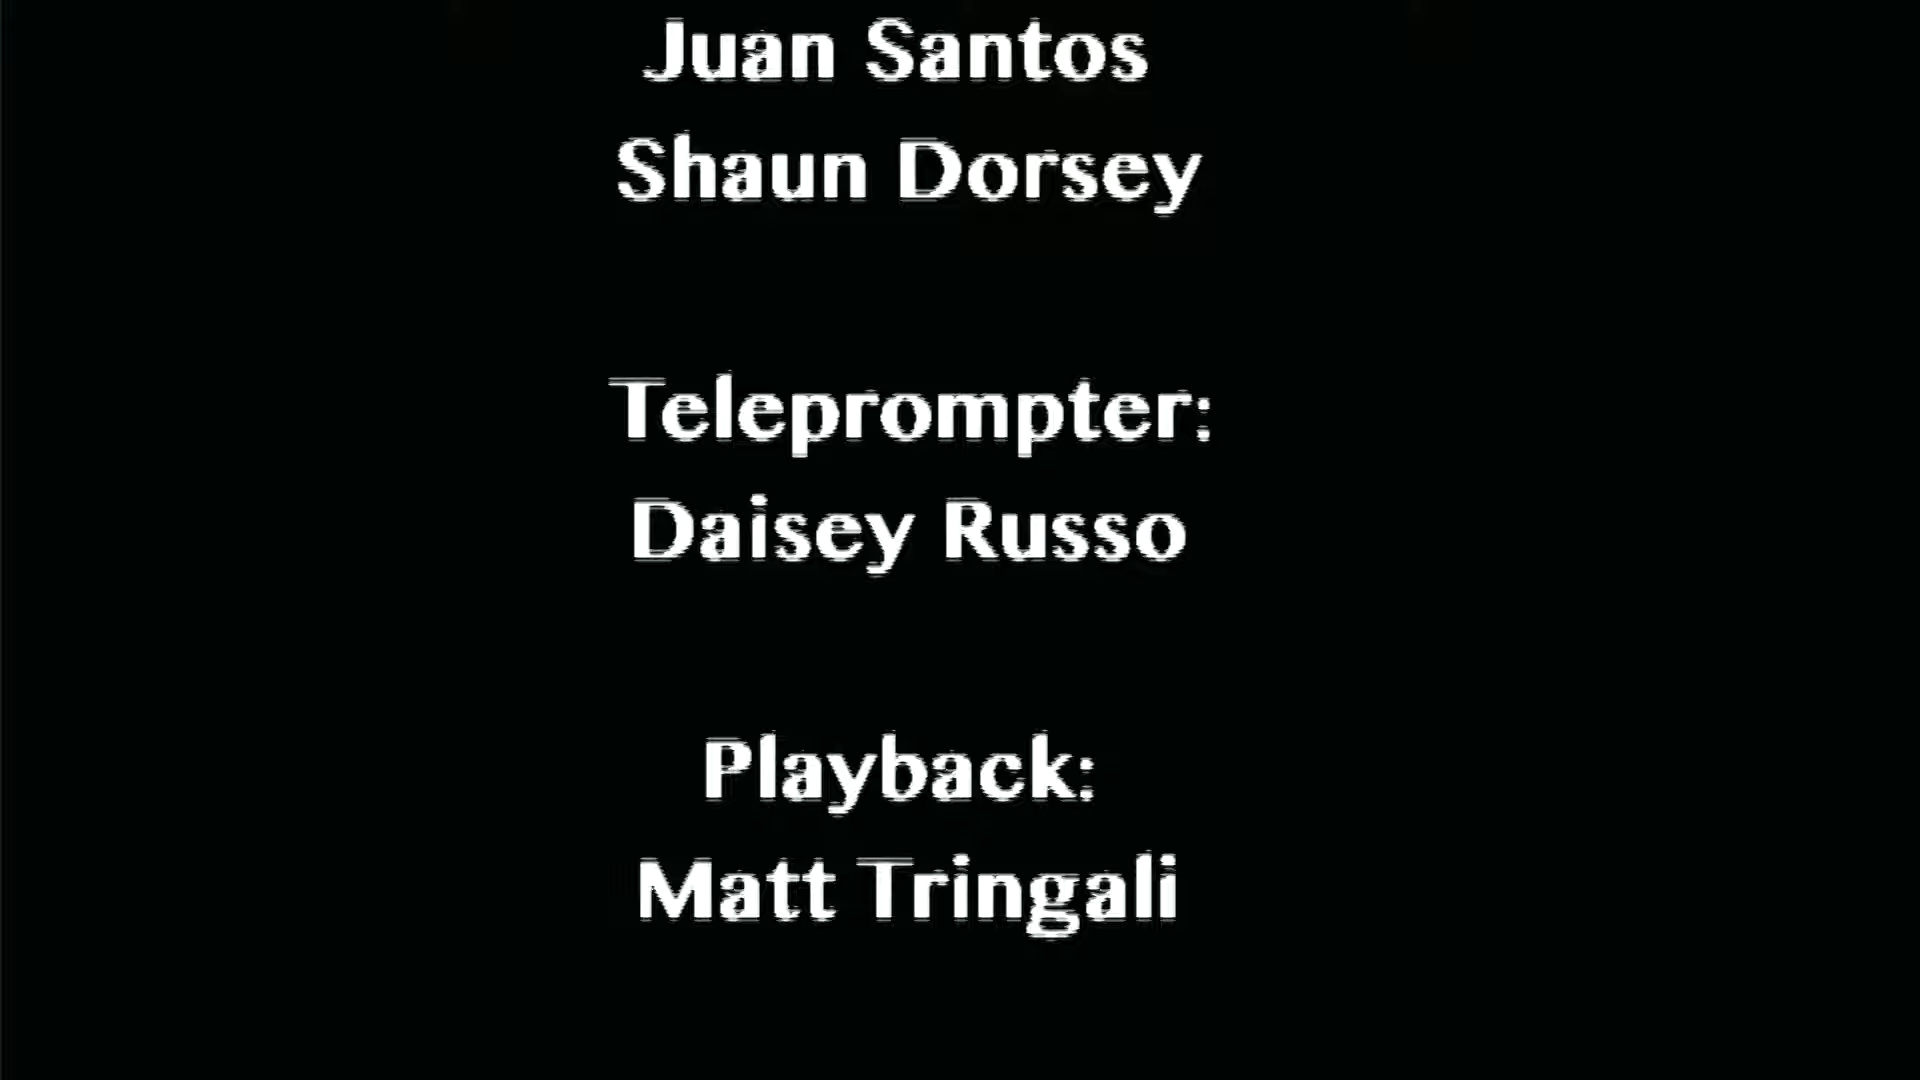 Juan Santos
Shaun Dorsey
Teleprompter:
Daisey Russo
Playback:
Matt Tringali